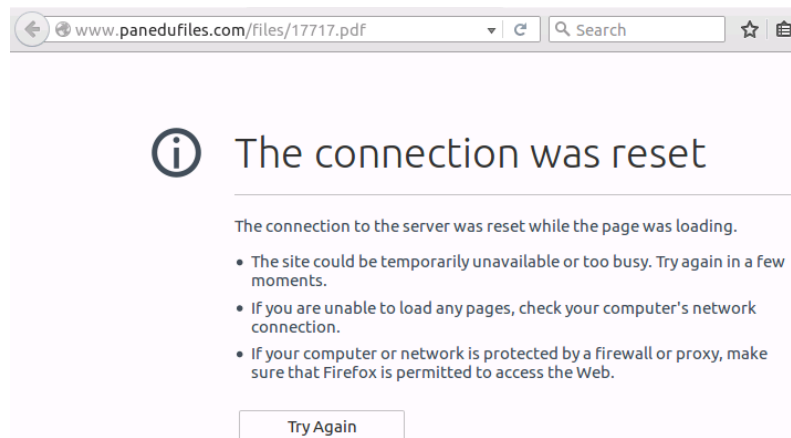 www.panedufiles.com/files/17717.pdf Search
The connection was reset
The connection to the server was reset while the page was loading.
• The site could be temporarily unavailable or too busy. Try again in a few
moments.
• If you are unable to load any pages, check your computer's network
connection.
• If your computer or network is protected by a firewall or proxy, make
sure that Firefox is permitted to access the Web.
Try Again